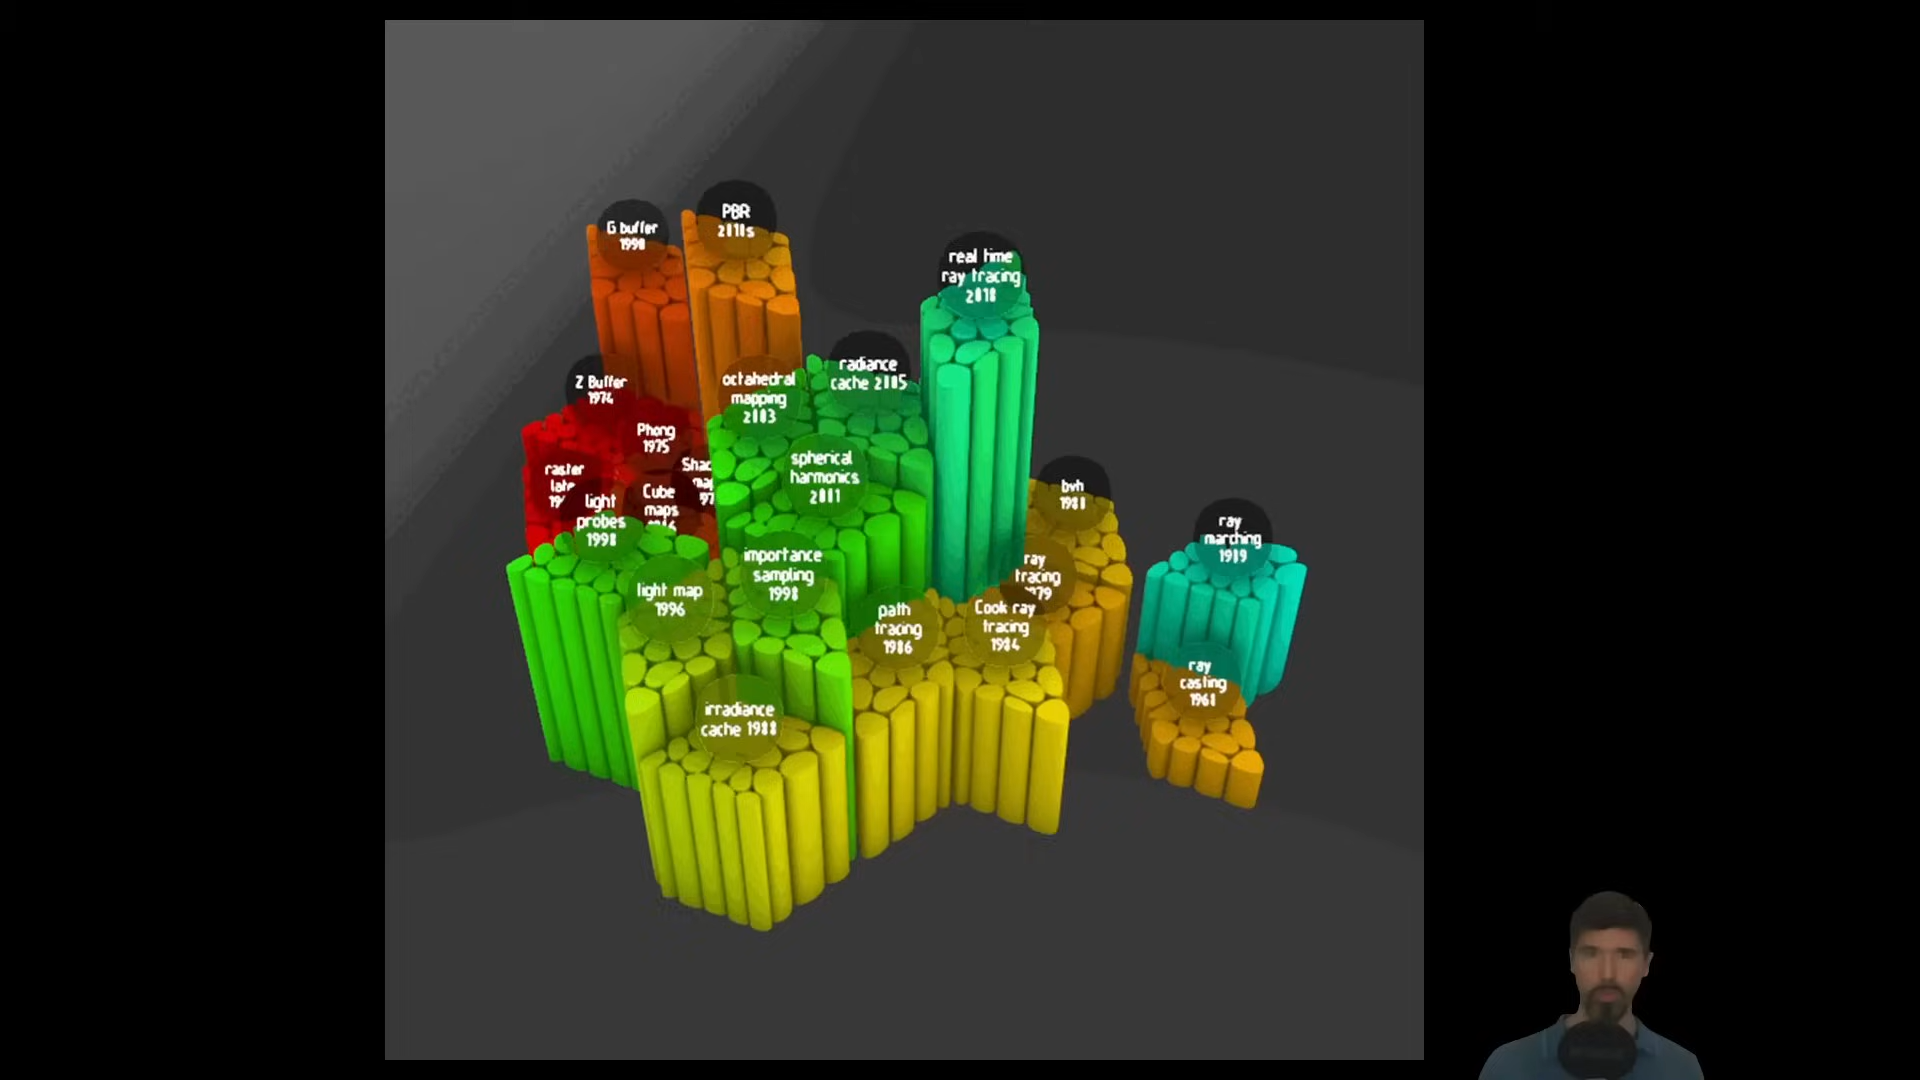 G buffer
1990
PBR
2010s
real time
ray tracing
2018
Z Buffer
1974
octahedral
mapping
2003
radiance
cache 2005
Phong
1975
raster
late
spherical
harmonics
2001
Cube
maps
light
probes
1998
bvh
1980
ray
marching
1989
importance
sampling
1998
ray
tracing
light map
1996
path
tracing
1986
Cook ray
tracing
1984
ray
casting
1968
irradiance
cache 1988